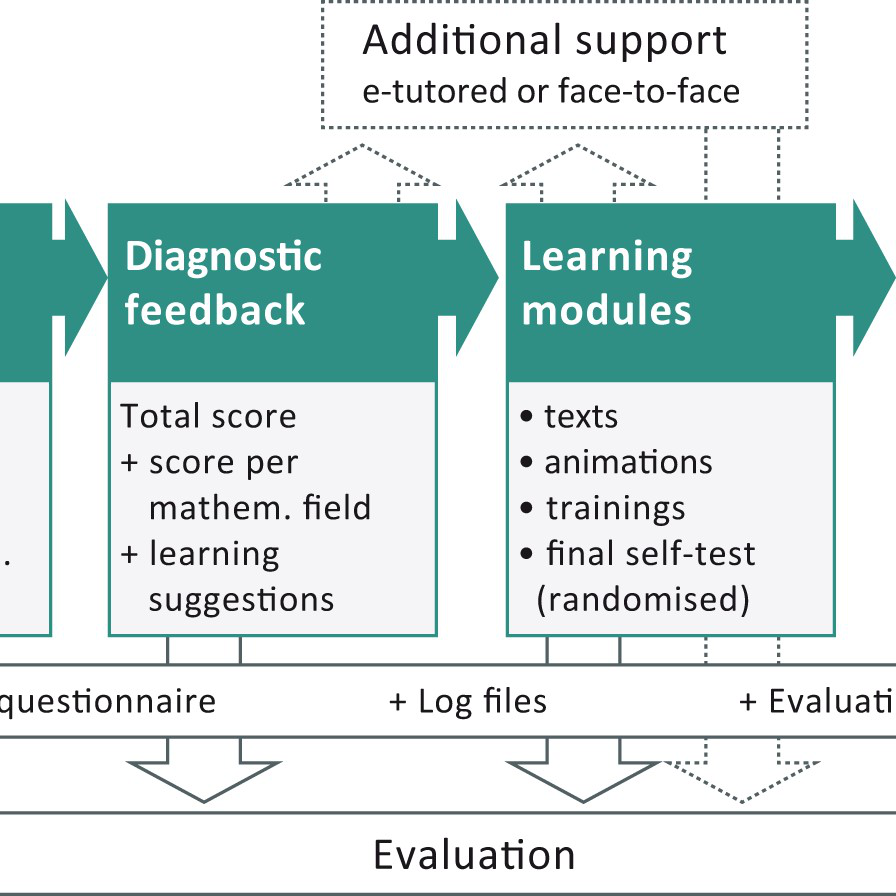 Additional support
e-tutored or face-to-face
Diagnostic
feedback
Total score
+ score per
mathem. field
+ learning
suggestions
Learning
modules
• texts
• animations
• trainings
• final self-test
(randomised)
questionnaire + Log files + Evaluati
Evaluation